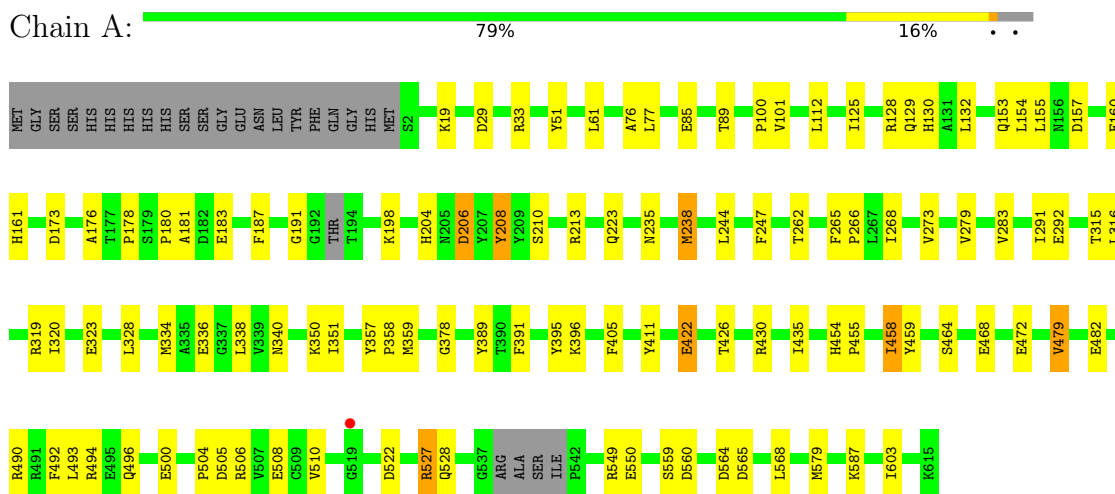 Chain A:
79% 16% • •
MET GLY SER SER HIS HIS HIS HIS HIS HIS SER SER GLY GLU ASN LEU TYR PHE GLN GLY HIS MET S2 K19 D29 R33 Y51 L61 A76 L77 E85 T89 P100 V101 L112 I125 R128 Q129 H130 A131 L132 Q153 L154 L155 N156 D157
H161 D173 A176 T177 P178 S179 P180 A181 D182 E183 F187 G191 G192 THR T194 K198 H204 N205 D206 Y207 Y208 Y209 S210 R213 Q223 N235 M238 L244 F247 T262 F265 P266 L267 I268 V273 V279 V283 I291 E292 T315
R319 I320 E323 L328 M334 A335 E336 G337 L338 V339 N340 K350 I351 Y357 P358 M359 G378 Y389 T390 F391 Y395 K396 F405 Y411 E422 T426 R430 I435 H454 P455 I458 Y459 S464 E468 E472 V479 E482
R490 R491 F492 L493 R494 E495 Q496 E500 P504 D505 R506 V507 E508 C509 V510 G519 D522 R527 Q528 G537 ARG ALA SER ILE P542 R549 E550 S559 D560 D564 D565 L568 M579 K587 I603 K615